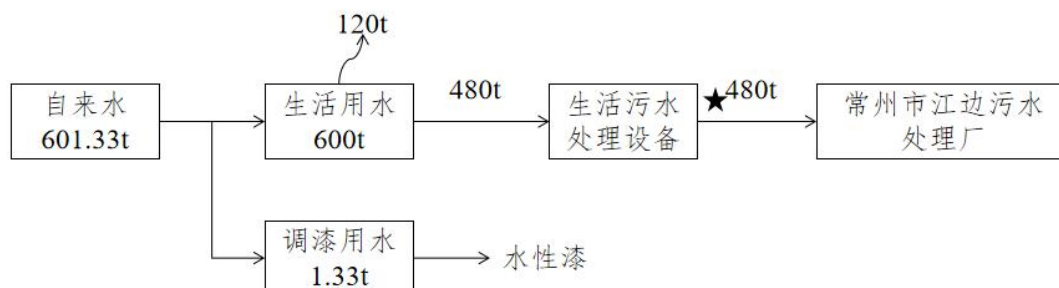 120t
自来水
601.33t
生活用水
600t
480t
生活污水
处理设备
★480t
常州市江边污水
处理厂
调漆用水
1.33t
水性漆